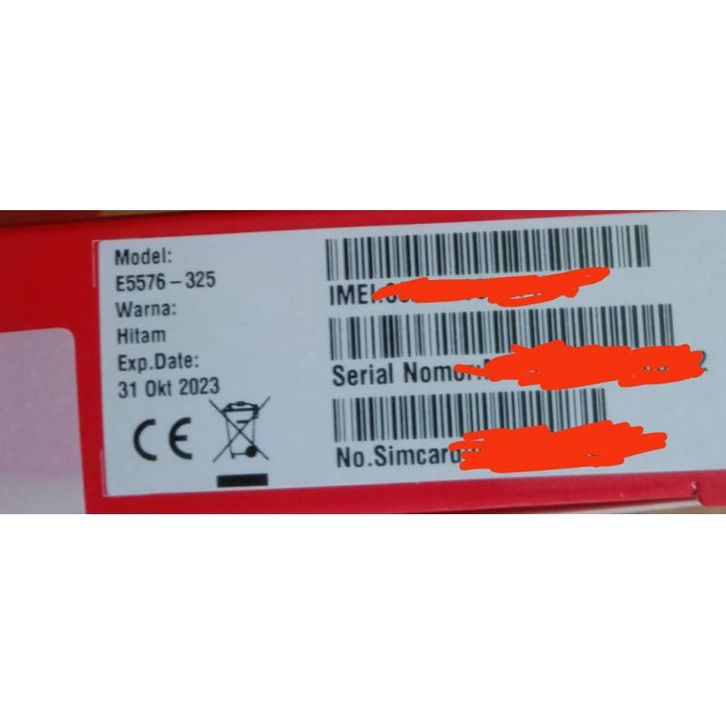 Model:
E5576-325
Warna:
Hitam
Exp.Date:
31 Okt 2023
CE
IMEI:
Serial Nomor:
No.Simcard